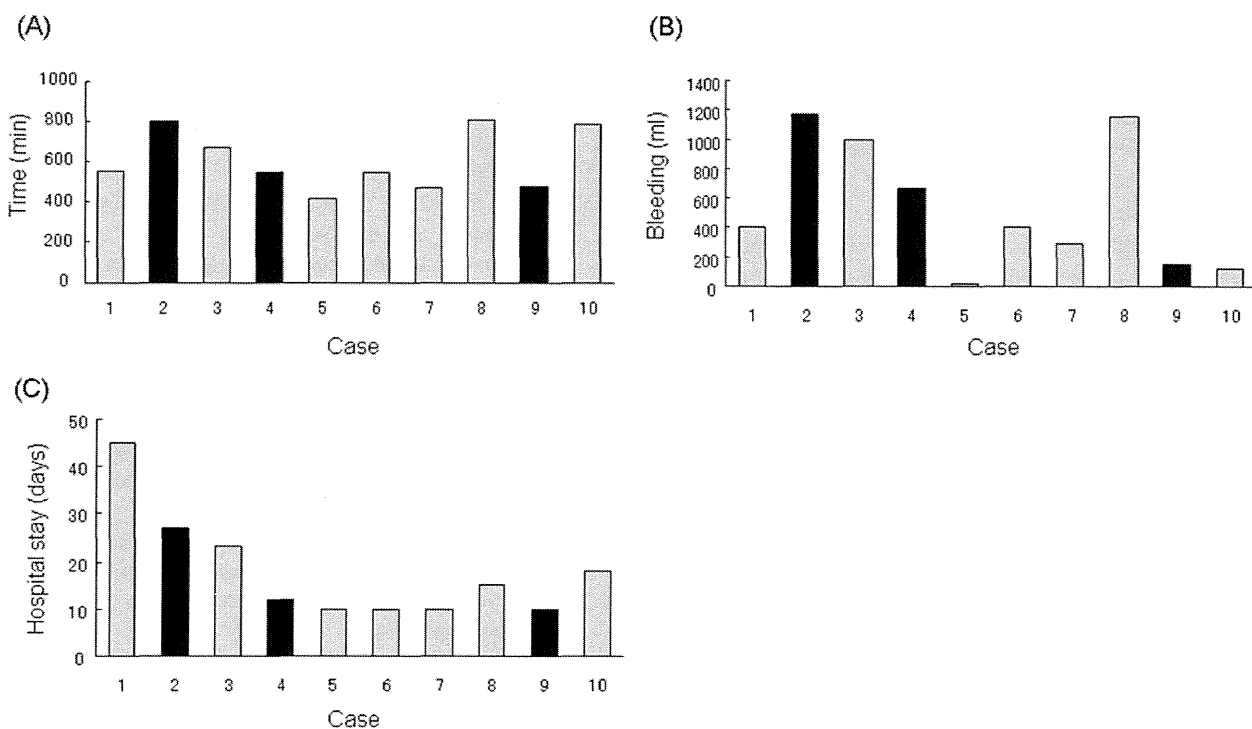 (A)
Time (min)
1000
800
600
400
200
0
1 2 3 4 5 6 7 8 9 10
Case
(B)
Bleeding (ml)
1400
1200
1000
800
600
400
200
0
1 2 3 4 5 6 7 8 9 10
Case
(C)
Hospital stay (days)
50
40
30
20
10
0
1 2 3 4 5 6 7 8 9 10
Case